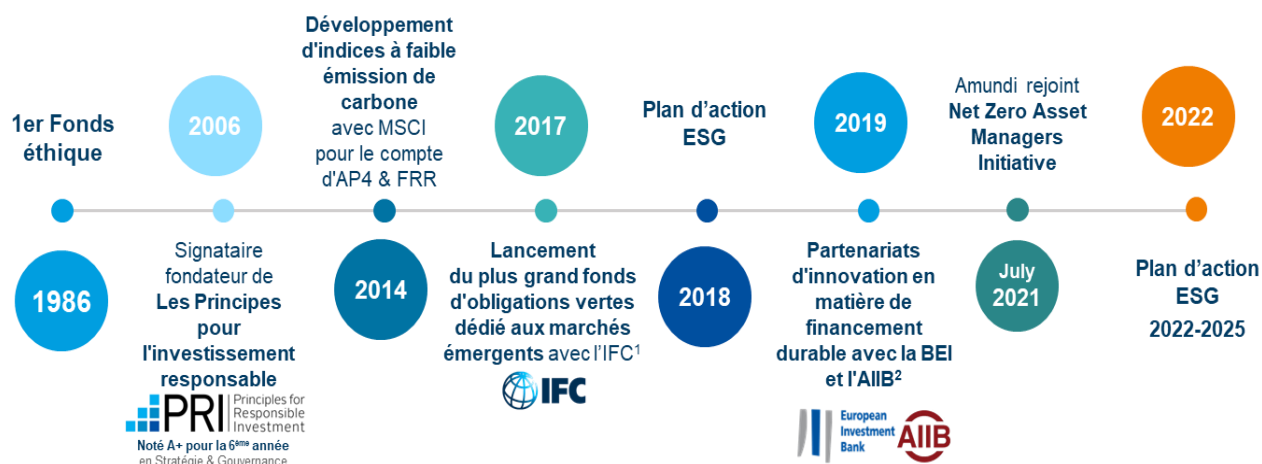 1er Fonds
éthique
1986
2006
Signataire
fondateur de
Les Principes
pour
l'investissement
responsable
PRI
Principles for
Responsible
Investment
Noté A+ pour la 6ème année
en Stratégie & Gouvernance
Développement
d'indices à faible
émission de
carbone
avec MSCI
pour le compte
d'AP4 & FRR
2014
2017
Lancement
du plus grand fonds
d'obligations vertes
dédié aux marchés
émergents avec l'IFC¹
IFC
Plan d'action
ESG
2018
2019
Partenariats
d'innovation en
matière de
financement
durable avec la BEI
et l'AIIB²
European
Investment
Bank
AIIB
Amundi rejoint
Net Zero Asset
Managers
Initiative
July
2021
2022
Plan d'action
ESG
2022-2025